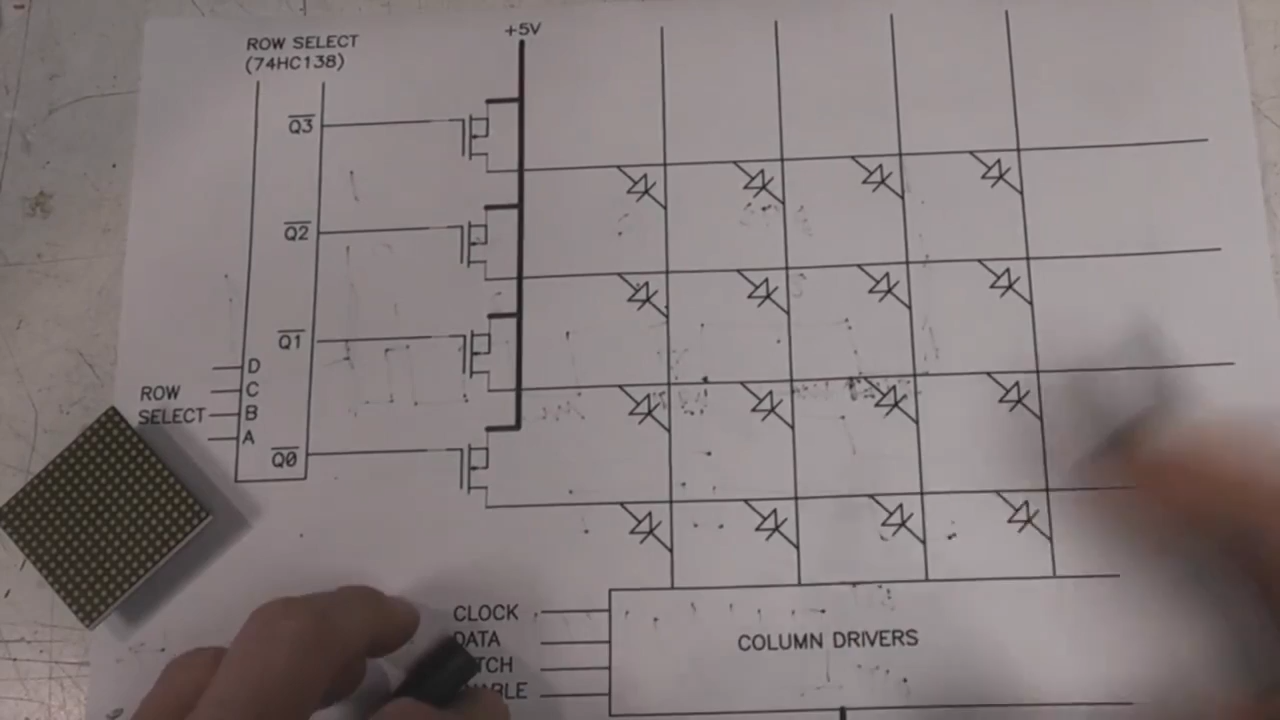 ROW SELECT
(74HC138)
+5V
Q3
Q2
Q1
Q0
D
C
B
A
ROW
SELECT
CLOCK
DATA
COLUMN DRIVERS